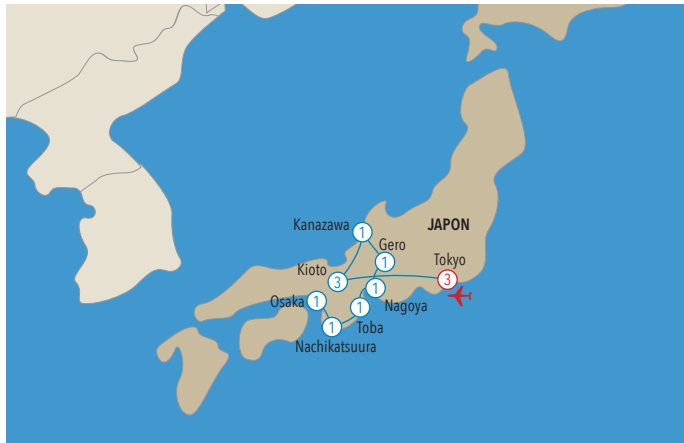 Kanazawa
1
JAPON
Gero
1
Tokyo
3
Kioto
3
Osaka
1
1
Nagoya
1
Toba
1
Nachikatsuura